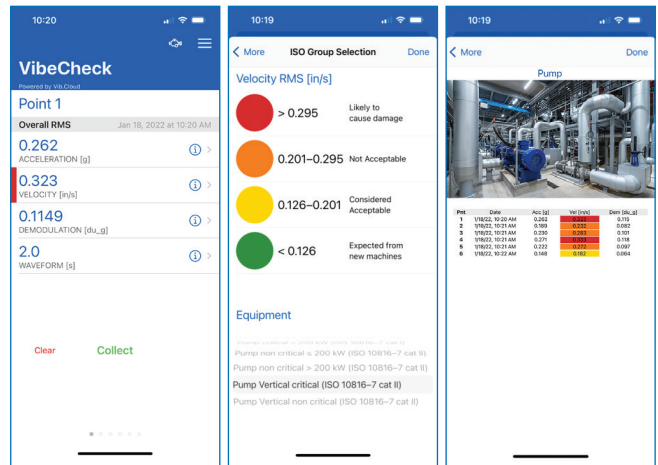 10:20
VibeCheck
Powered by Vib.Cloud
Point 1
Overall RMS Jan 18, 2022 at 10:20 AM
0.262
ACCELERATION [g]
0.323
VELOCITY [in/s]
0.1149
DEMODULATION [du_g]
2.0
WAVEFORM [s]
Clear Collect
10:19
More ISO Group Selection Done
Velocity RMS [in/s]
> 0.295 Likely to
cause damage
0.201–0.295 Not Acceptable
0.126–0.201 Considered
Acceptable
< 0.126 Expected from
new machines
Equipment
Pump non critical ≤ 200 kW (ISO 10816–7 cat II)
Pump non critical > 200 kW (ISO 10816–7 cat II)
Pump Vertical critical (ISO 10816–7 cat II)
Pump Vertical non critical (ISO 10816–7 cat II)
10:19
More Done
Pump
Pnt Date Acc [g] Vel [in/s] Dem [du_g]
1 1/18/22, 10:20 AM 0.262 0.323 0.115
2 1/18/22, 10:21 AM 0.189 0.232 0.082
3 1/18/22, 10:21 AM 0.230 0.283 0.101
4 1/18/22, 10:21 AM 0.271 0.333 0.118
5 1/18/22, 10:21 AM 0.222 0.272 0.097
6 1/18/22, 10:22 AM 0.148 0.182 0.064